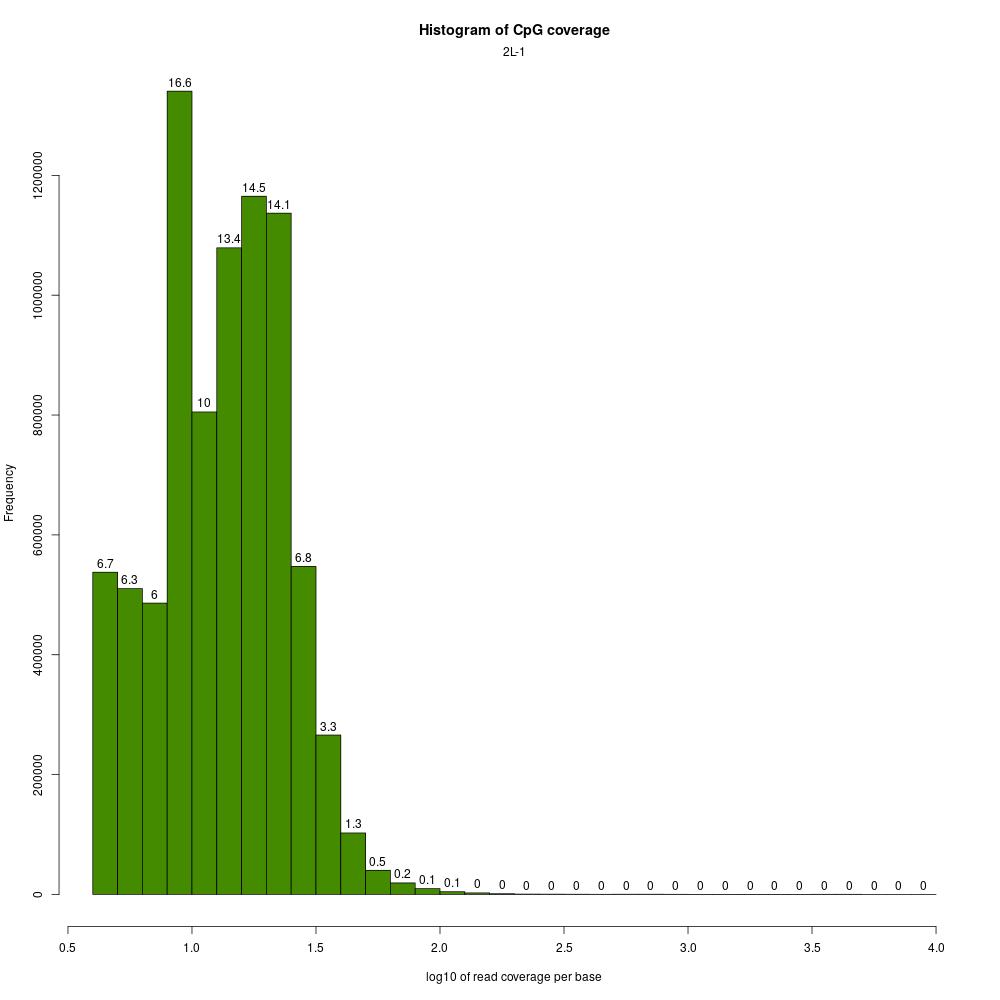 Histogram of CpG coverage
2L-1
Frequency
1200000
1000000
800000
600000
400000
200000
0
6.7 6.3 6 16.6 10 13.4 14.5 14.1 6.8 3.3 1.3 0.5 0.2 0.1 0.1 0 0 0 0 0 0 0 0 0 0 0 0 0 0 0 0 0 0 0
0.5 1.0 1.5 2.0 2.5 3.0 3.5 4.0
log10 of read coverage per base